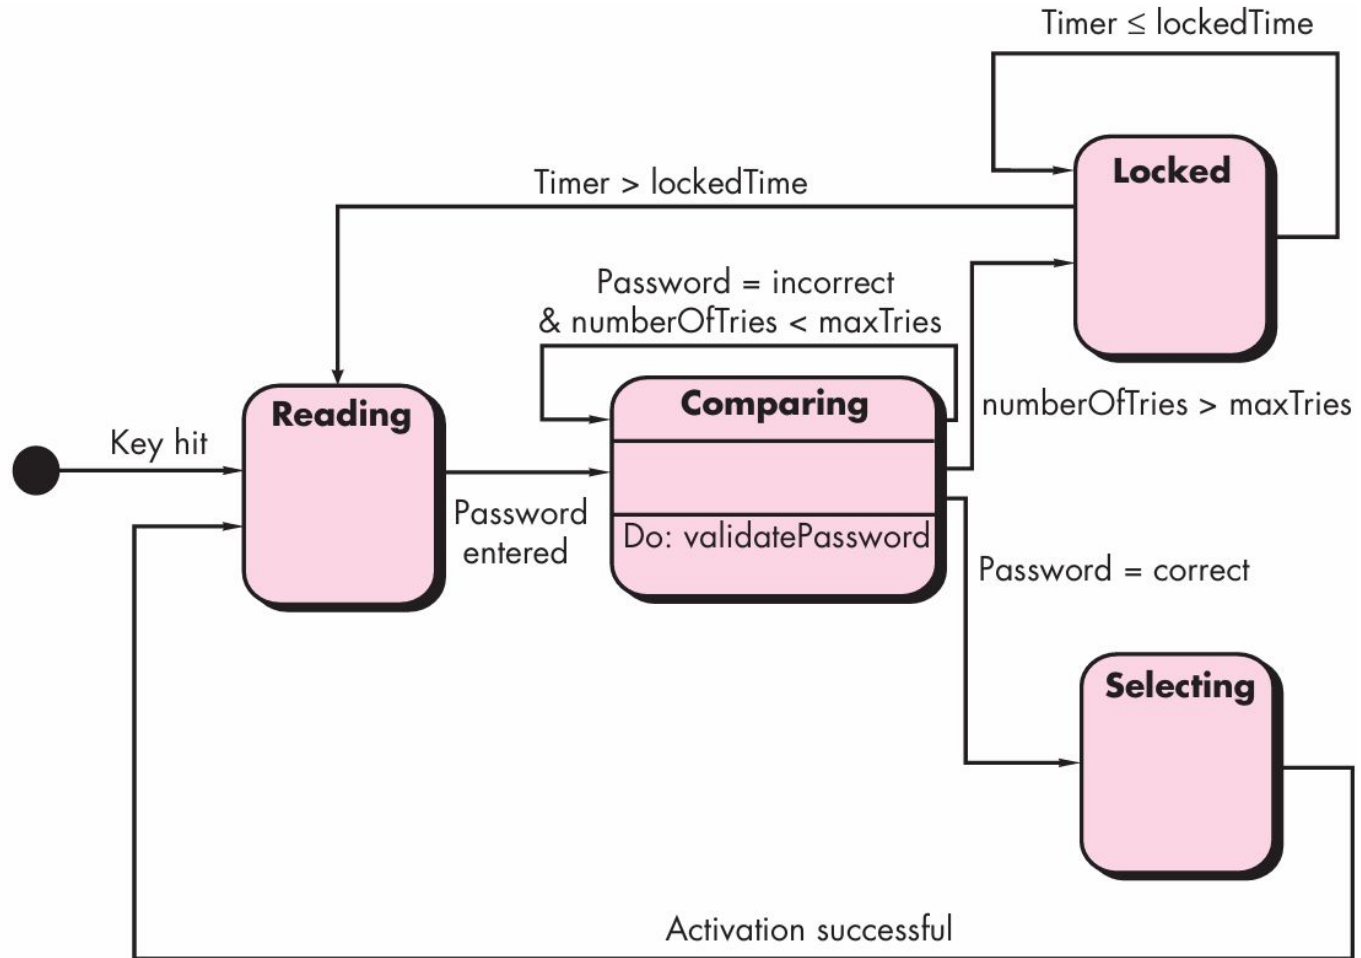 Timer ≤ lockedTime
Locked
Timer > lockedTime
Password = incorrect
& numberOfTries < maxTries
numberOfTries > maxTries
Comparing
Reading
Key hit
Password
entered
Do: validatePassword
Password = correct
Selecting
Activation successful